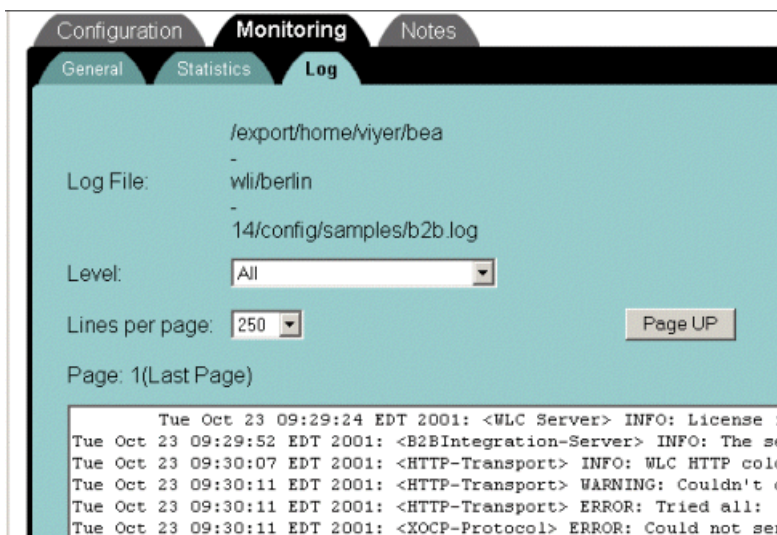 Configuration Monitoring Notes
General Statistics Log
/export/home/viyer/bea
-
Log File: wli/berlin
-
14/config/samples/b2b.log
Level: All
Lines per page: 250 Page UP
Page: 1(Last Page)
Tue Oct 23 09:29:24 EDT 2001: <WLC Server> INFO: License
Tue Oct 23 09:29:52 EDT 2001: <B2BIntegration-Server> INFO: The
Tue Oct 23 09:30:07 EDT 2001: <HTTP-Transport> INFO: WLC HTTP
Tue Oct 23 09:30:11 EDT 2001: <HTTP-Transport> WARNING: Couldn't
Tue Oct 23 09:30:11 EDT 2001: <HTTP-Transport> ERROR: Tried all:
Tue Oct 23 09:30:11 EDT 2001: <XOCP-Protocol> ERROR: Could not